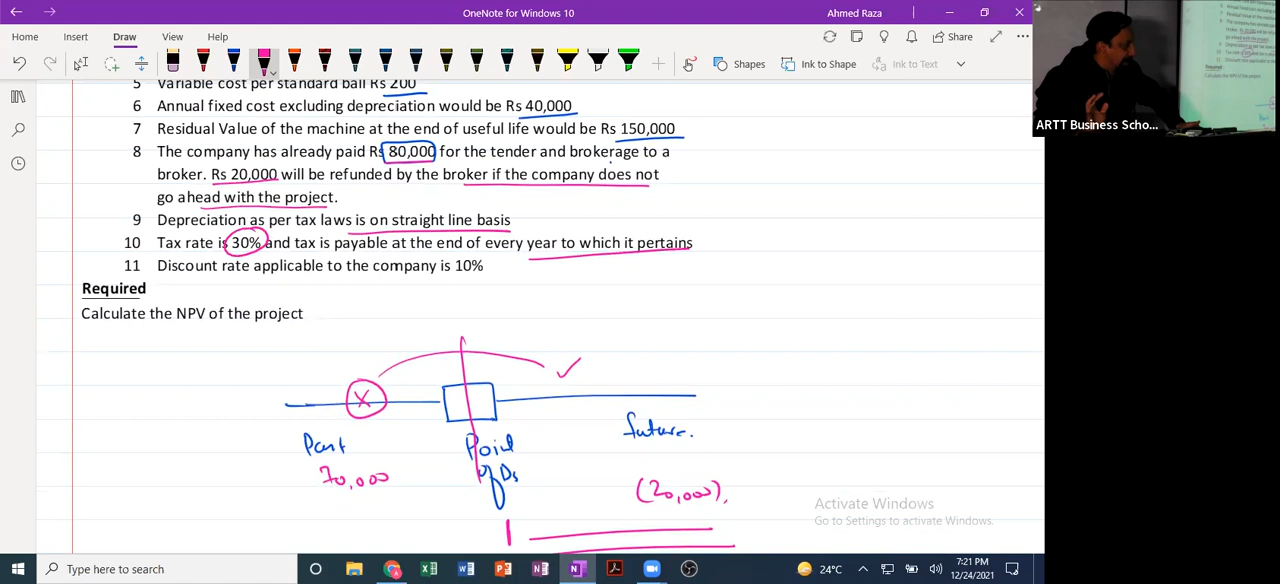 OneNote for Windows 10
Ahmed Raza
Home Insert Draw View Help
Share
Shapes
Ink to Shape
Ink to Text
5 Variable cost per standard ball Rs 200
6 Annual fixed cost excluding depreciation would be Rs 40,000
7 Residual Value of the machine at the end of useful life would be Rs 150,000
8 The company has already paid Rs 80,000 for the tender and brokerage to a
broker. Rs 20,000 will be refunded by the broker if the company does not
go ahead with the project.
9 Depreciation as per tax laws is on straight line basis
10 Tax rate is 30% and tax is payable at the end of every year to which it pertains
11 Discount rate applicable to the company is 10%
Required
Calculate the NPV of the project
X
Past
Point
future.
70,000
of Ds
(20,000)
ARTT Business Scho...
Activate Windows
Go to Settings to activate Windows.
Type here to search
24°C
7:21 PM
12/24/2021